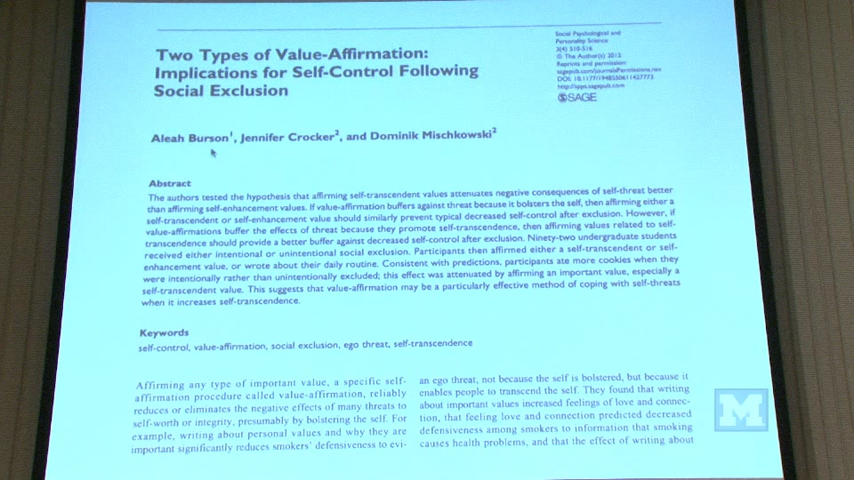 Two Types of Value-Affirmation:
Implications for Self-Control Following
Social Exclusion
Social Psychological and
Personality Science
3(4) 510-516
© The Author(s) 2012
Reprints and permission:
sagepub.com/journalsPermissions.nav
DOI: 10.1177/1948550611427773
http://spps.sagepub.com
SAGE
Aleah Burson¹, Jennifer Crocker², and Dominik Mischkowski²
Abstract
The authors tested the hypothesis that affirming self-transcendent values attenuates negative consequences of self-threat better
than affirming self-enhancement values. If value-affirmation buffers against threat because it bolsters the self, then affirming either a
self-transcendent or self-enhancement value should similarly prevent typical decreased self-control after exclusion. However, if
value-affirmations buffer the effects of threat because they promote self-transcendence, then affirming values related to self-
transcendence should provide a better buffer against decreased self-control after exclusion. Ninety-two undergraduate students
received either intentional or unintentional social exclusion. Participants then affirmed either a self-transcendent or self-
enhancement value, or wrote about their daily routine. Consistent with predictions, participants ate more cookies when they
were intentionally rather than unintentionally excluded; this effect was attenuated by affirming an important value, especially a
self-transcendent value. This suggests that value-affirmation may be a particularly effective method of coping with self-threats
when it increases self-transcendence.
Keywords
self-control, value-affirmation, social exclusion, ego threat, self-transcendence
Affirming any type of important value, a specific self-
affirmation procedure called value-affirmation, reliably
reduces or eliminates the negative effects of many threats to
self-worth or integrity, presumably by bolstering the self. For
example, writing about personal values and why they are
important significantly reduces smokers' defensiveness to evi-
an ego threat, not because the self is bolstered, but because it
enables people to transcend the self. They found that writing
about important values increased feelings of love and connec-
tion, that feeling love and connection predicted decreased
defensiveness among smokers to information that smoking
causes health problems, and that the effect of writing about
M